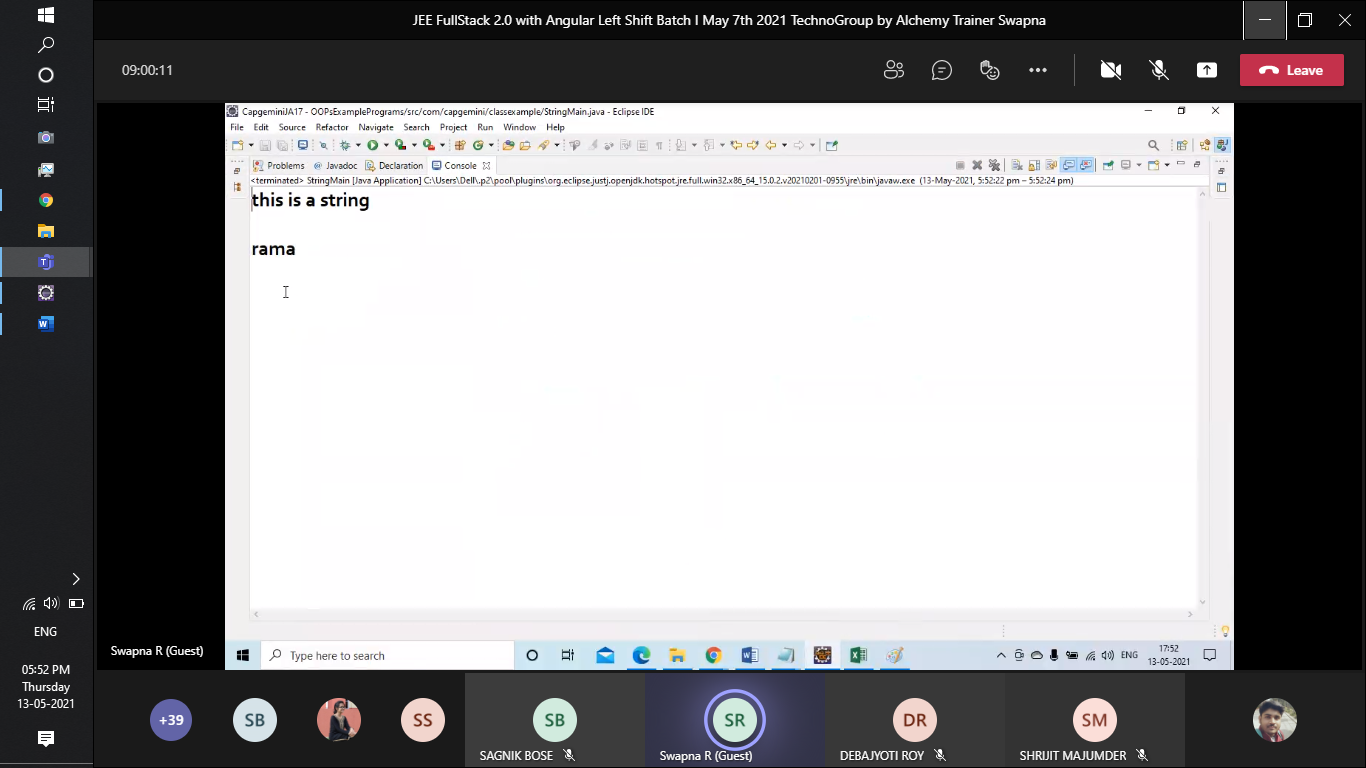 JEE FullStack 2.0 with Angular Left Shift Batch I May 7th 2021 TechnoGroup by Alchemy Trainer Swapna
09:00:11
Leave
CapgeminiJA17 - OOPsExamplePrograms/src/com/capgemini/classexample/StringMain.java - Eclipse IDE
File Edit Source Refactor Navigate Search Project Run Window Help
Problems @ Javadoc Declaration Console
<terminated> StringMain [Java Application] C:\Users\Dell\.p2\pool\plugins\org.eclipse.justj.openjdk.hotspot.jre.full.win32.x86_64_15.0.2.v20210201-0955\jre\bin\javaw.exe (13-May-2021, 5:52:22 pm – 5:52:24 pm)
this is a string
rama
ENG
05:52 PM
Thursday
13-05-2021
Swapna R (Guest)
Type here to search
ENG
17:52
13-05-2021
+39
SB
SS
SB
SAGNIK BOSE
SR
Swapna R (Guest)
DR
DEBAJYOTI ROY
SM
SHRIJIT MAJUMDER